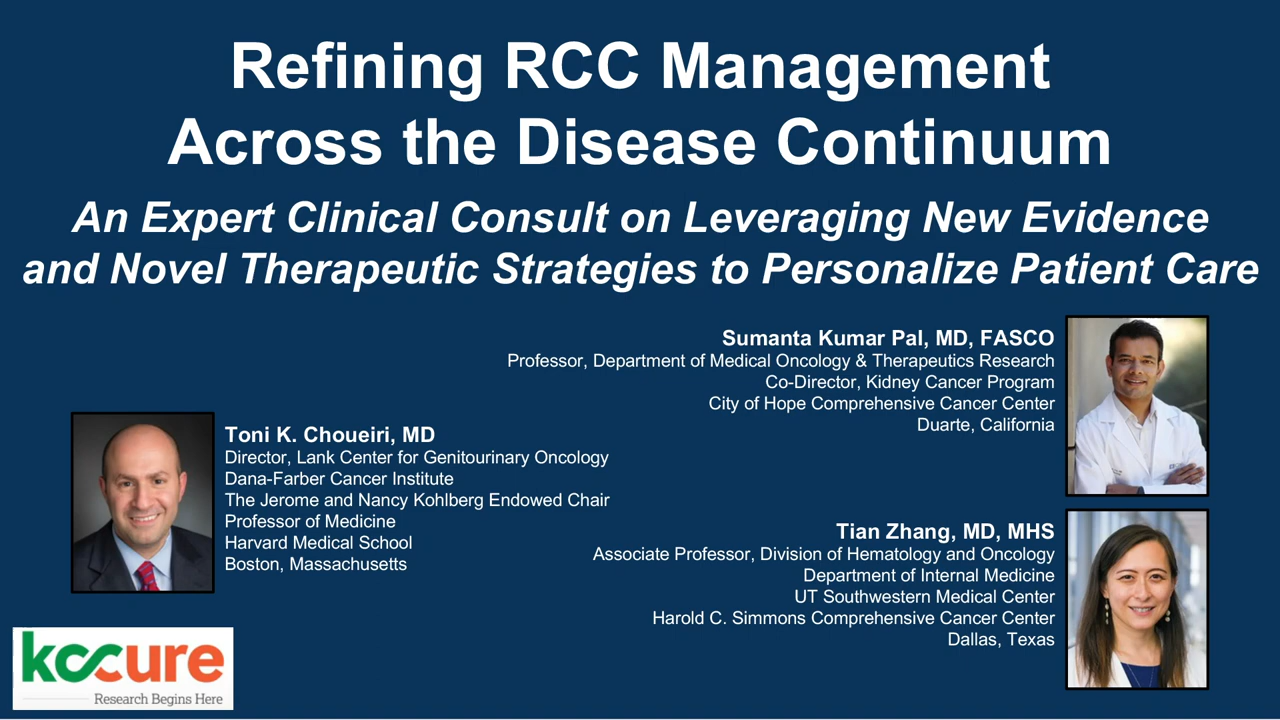 Refining RCC Management
Across the Disease Continuum
An Expert Clinical Consult on Leveraging New Evidence
and Novel Therapeutic Strategies to Personalize Patient Care
Sumanta Kumar Pal, MD, FASCO
Professor, Department of Medical Oncology & Therapeutics Research
Co-Director, Kidney Cancer Program
City of Hope Comprehensive Cancer Center
Duarte, California
Toni K. Choueiri, MD
Director, Lank Center for Genitourinary Oncology
Dana-Farber Cancer Institute
The Jerome and Nancy Kohlberg Endowed Chair
Professor of Medicine
Harvard Medical School
Boston, Massachusetts
Tian Zhang, MD, MHS
Associate Professor, Division of Hematology and Oncology
Department of Internal Medicine
UT Southwestern Medical Center
Harold C. Simmons Comprehensive Cancer Center
Dallas, Texas
kccure
Research Begins Here